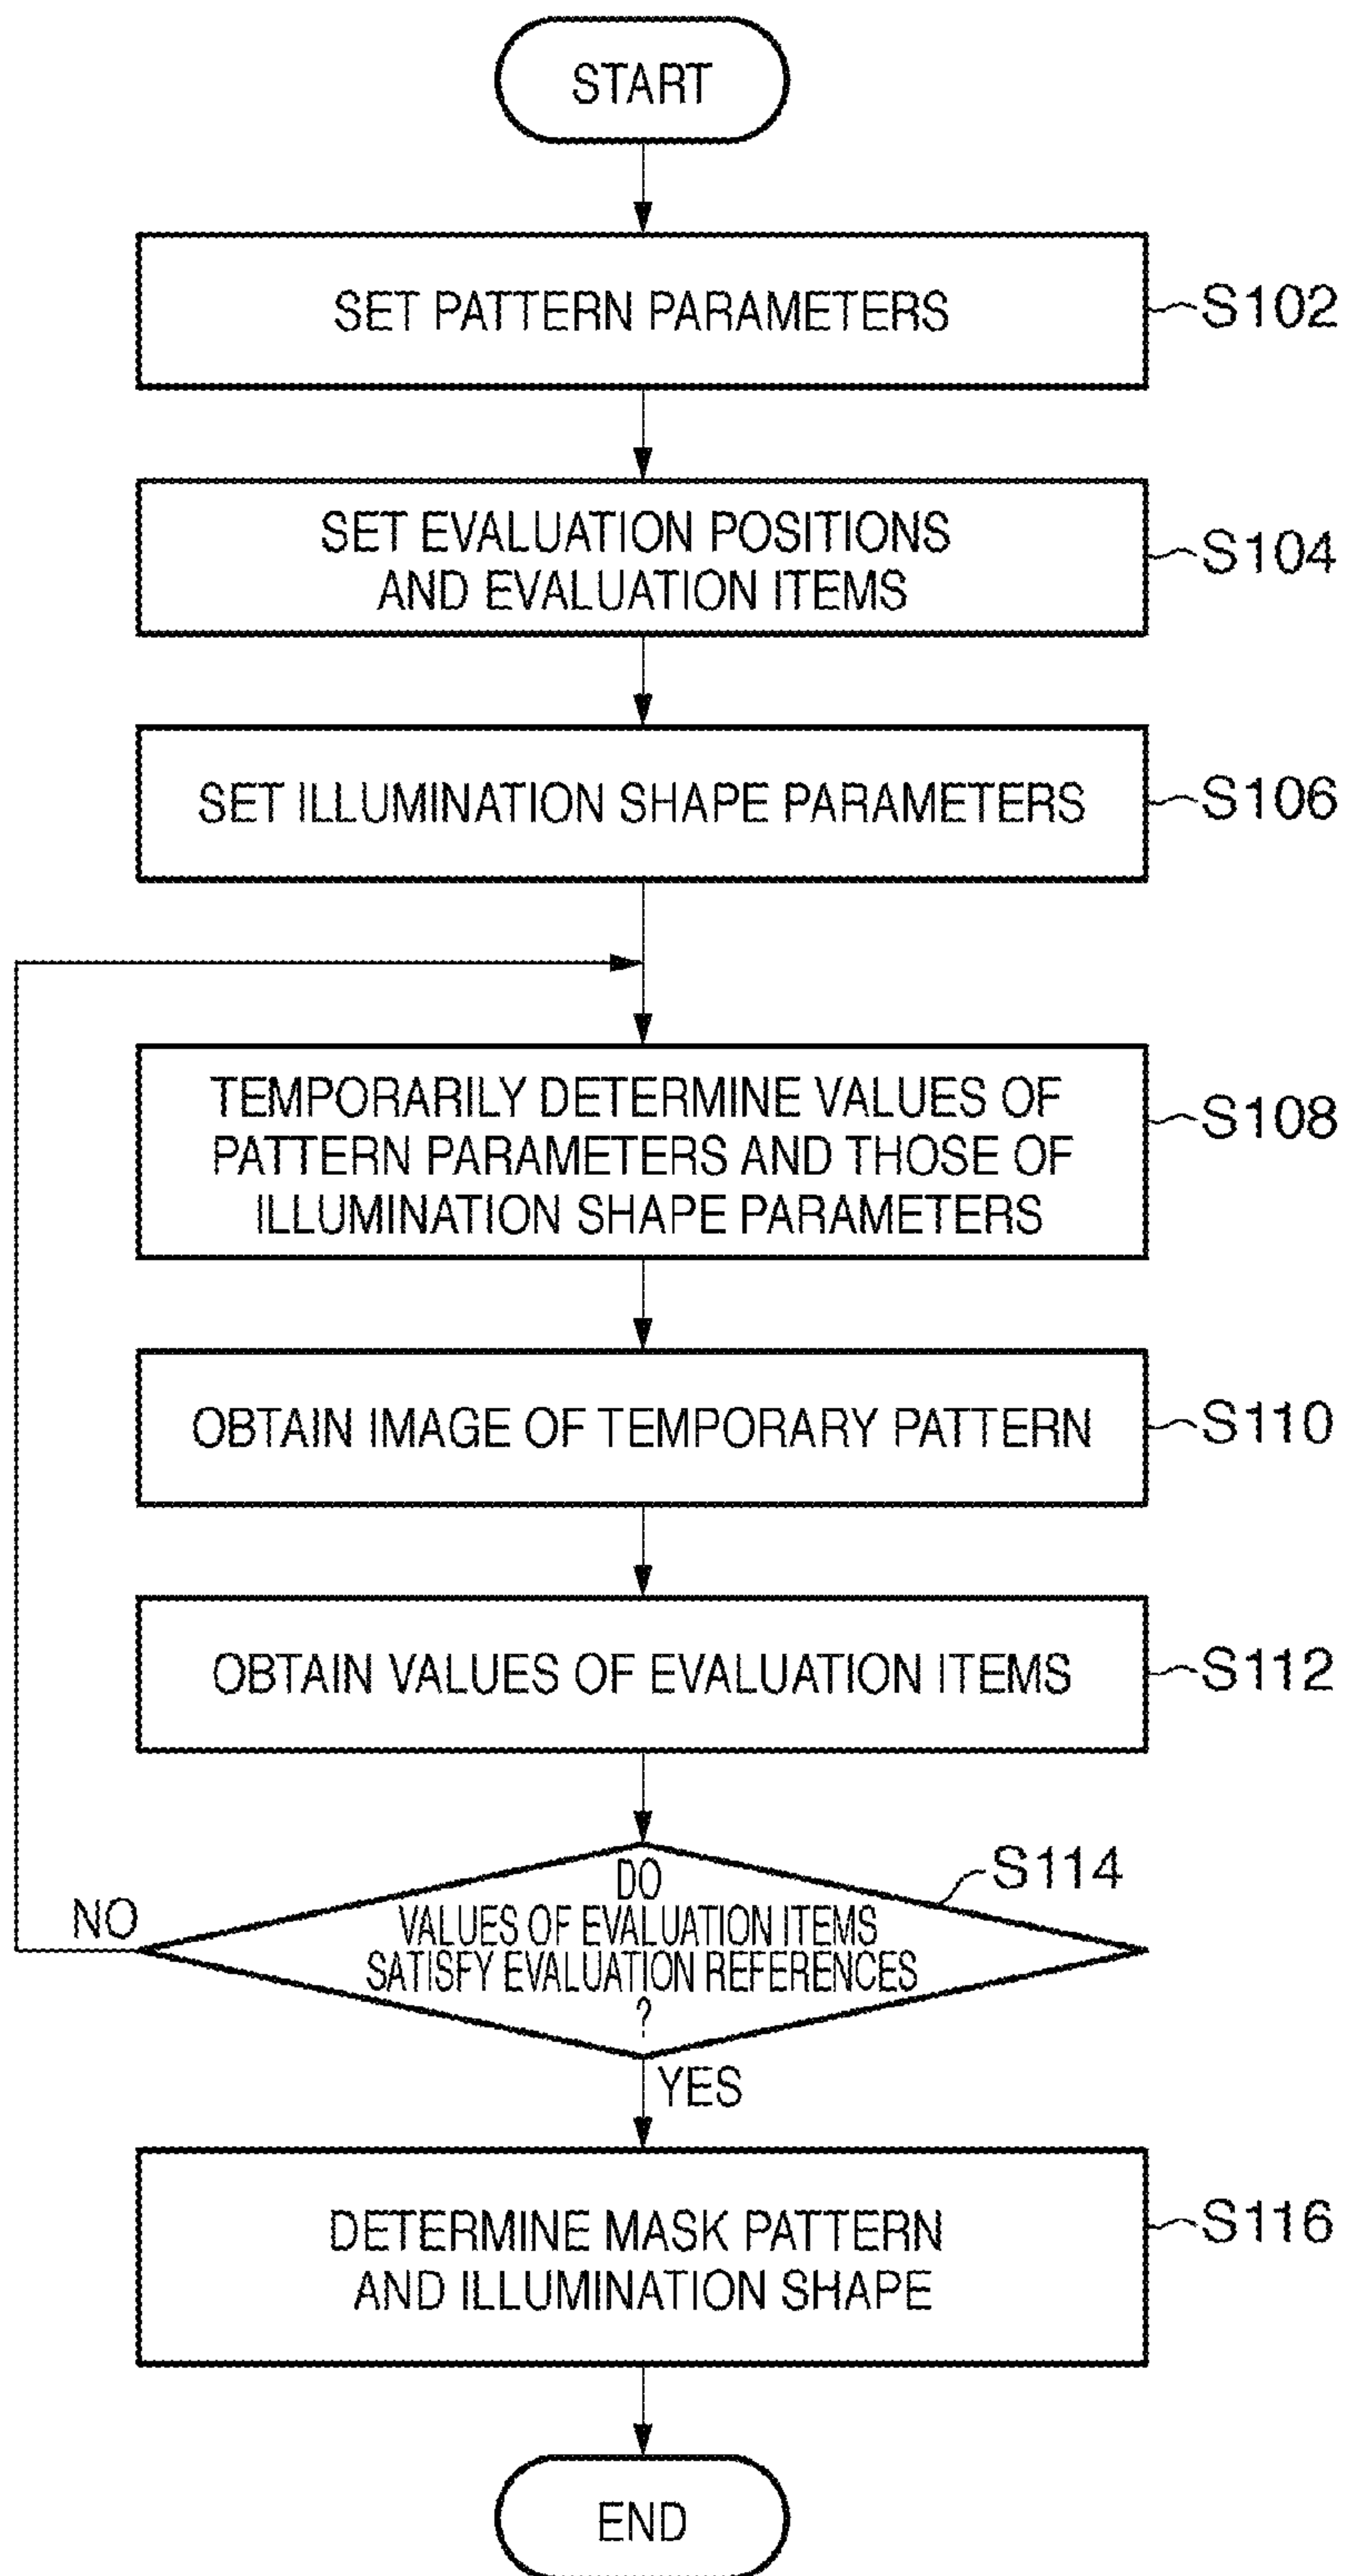 START
SET PATTERN PARAMETERS
S102
SET EVALUATION POSITIONS
AND EVALUATION ITEMS
S104
SET ILLUMINATION SHAPE PARAMETERS
S106
TEMPORARILY DETERMINE VALUES OF
PATTERN PARAMETERS AND THOSE OF
ILLUMINATION SHAPE PARAMETERS
S108
OBTAIN IMAGE OF TEMPORARY PATTERN
S110
OBTAIN VALUES OF EVALUATION ITEMS
S112
S114
DO
VALUES OF EVALUATION ITEMS
SATISFY EVALUATION REFERENCES
?
NO
YES
DETERMINE MASK PATTERN
AND ILLUMINATION SHAPE
S116
END